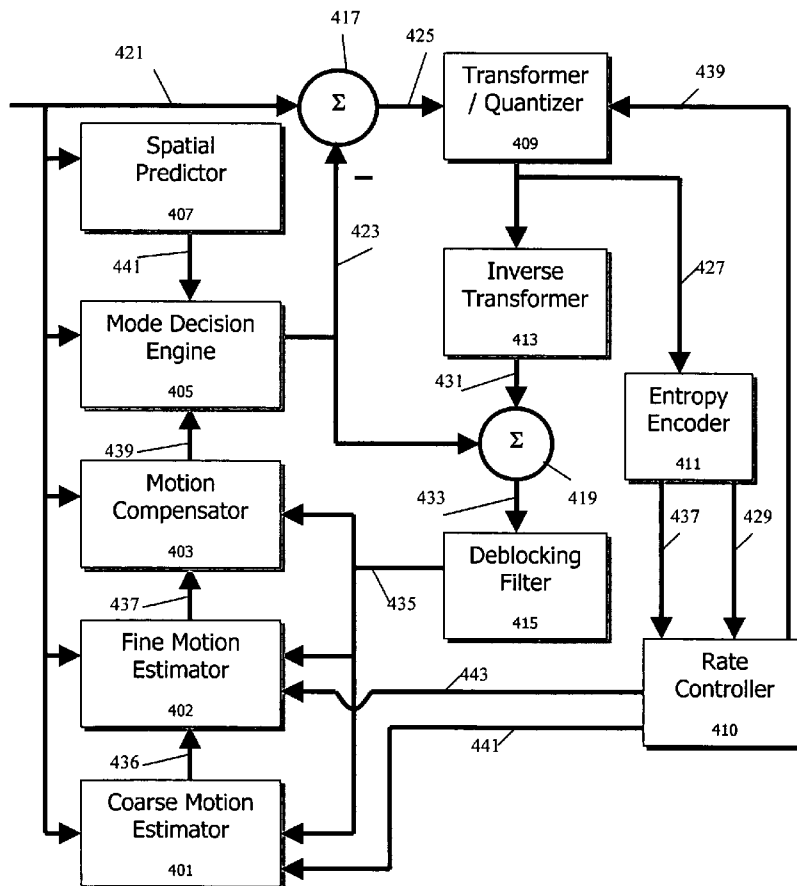 417
421
425
Σ
Transformer
/ Quantizer
409
439
Spatial
Predictor
407
–
423
427
441
Inverse
Transformer
413
Mode Decision
Engine
405
431
Entropy
Encoder
411
439
Σ
419
Motion
Compensator
403
433
437
429
Deblocking
Filter
415
435
437
Fine Motion
Estimator
402
443
Rate
Controller
410
441
436
Coarse Motion
Estimator
401